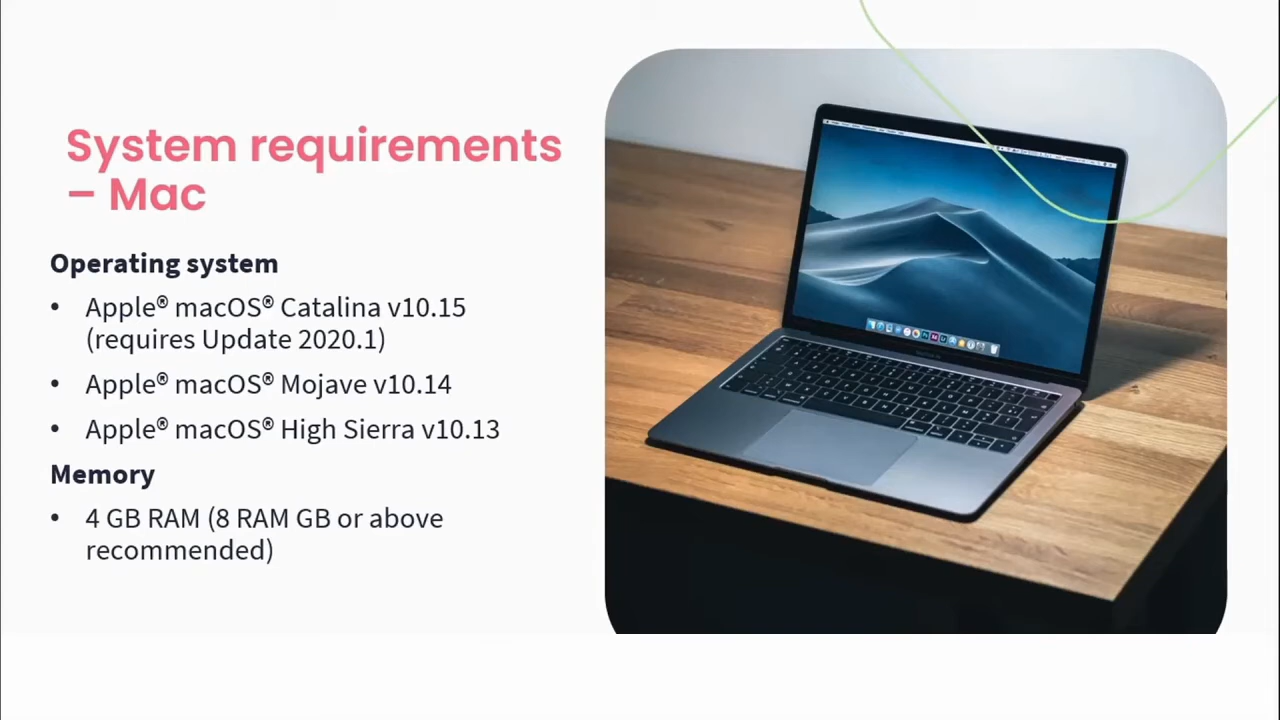 System requirements
– Mac
Operating system
• Apple® macOS® Catalina v10.15
(requires Update 2020.1)
• Apple® macOS® Mojave v10.14
• Apple® macOS® High Sierra v10.13
Memory
• 4 GB RAM (8 RAM GB or above
recommended)